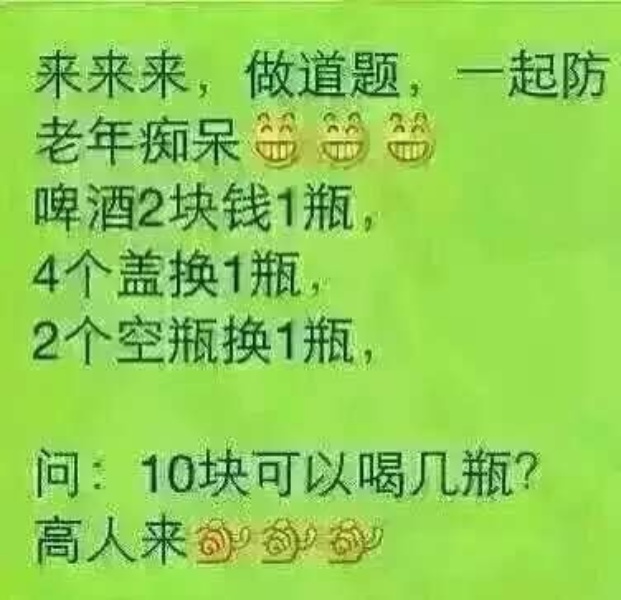 来来来，做道题，一起防
老年痴呆😁😁😁
啤酒2块钱1瓶，
4个盖换1瓶，
2个空瓶换1瓶，
问：10块可以喝几瓶？
高人来